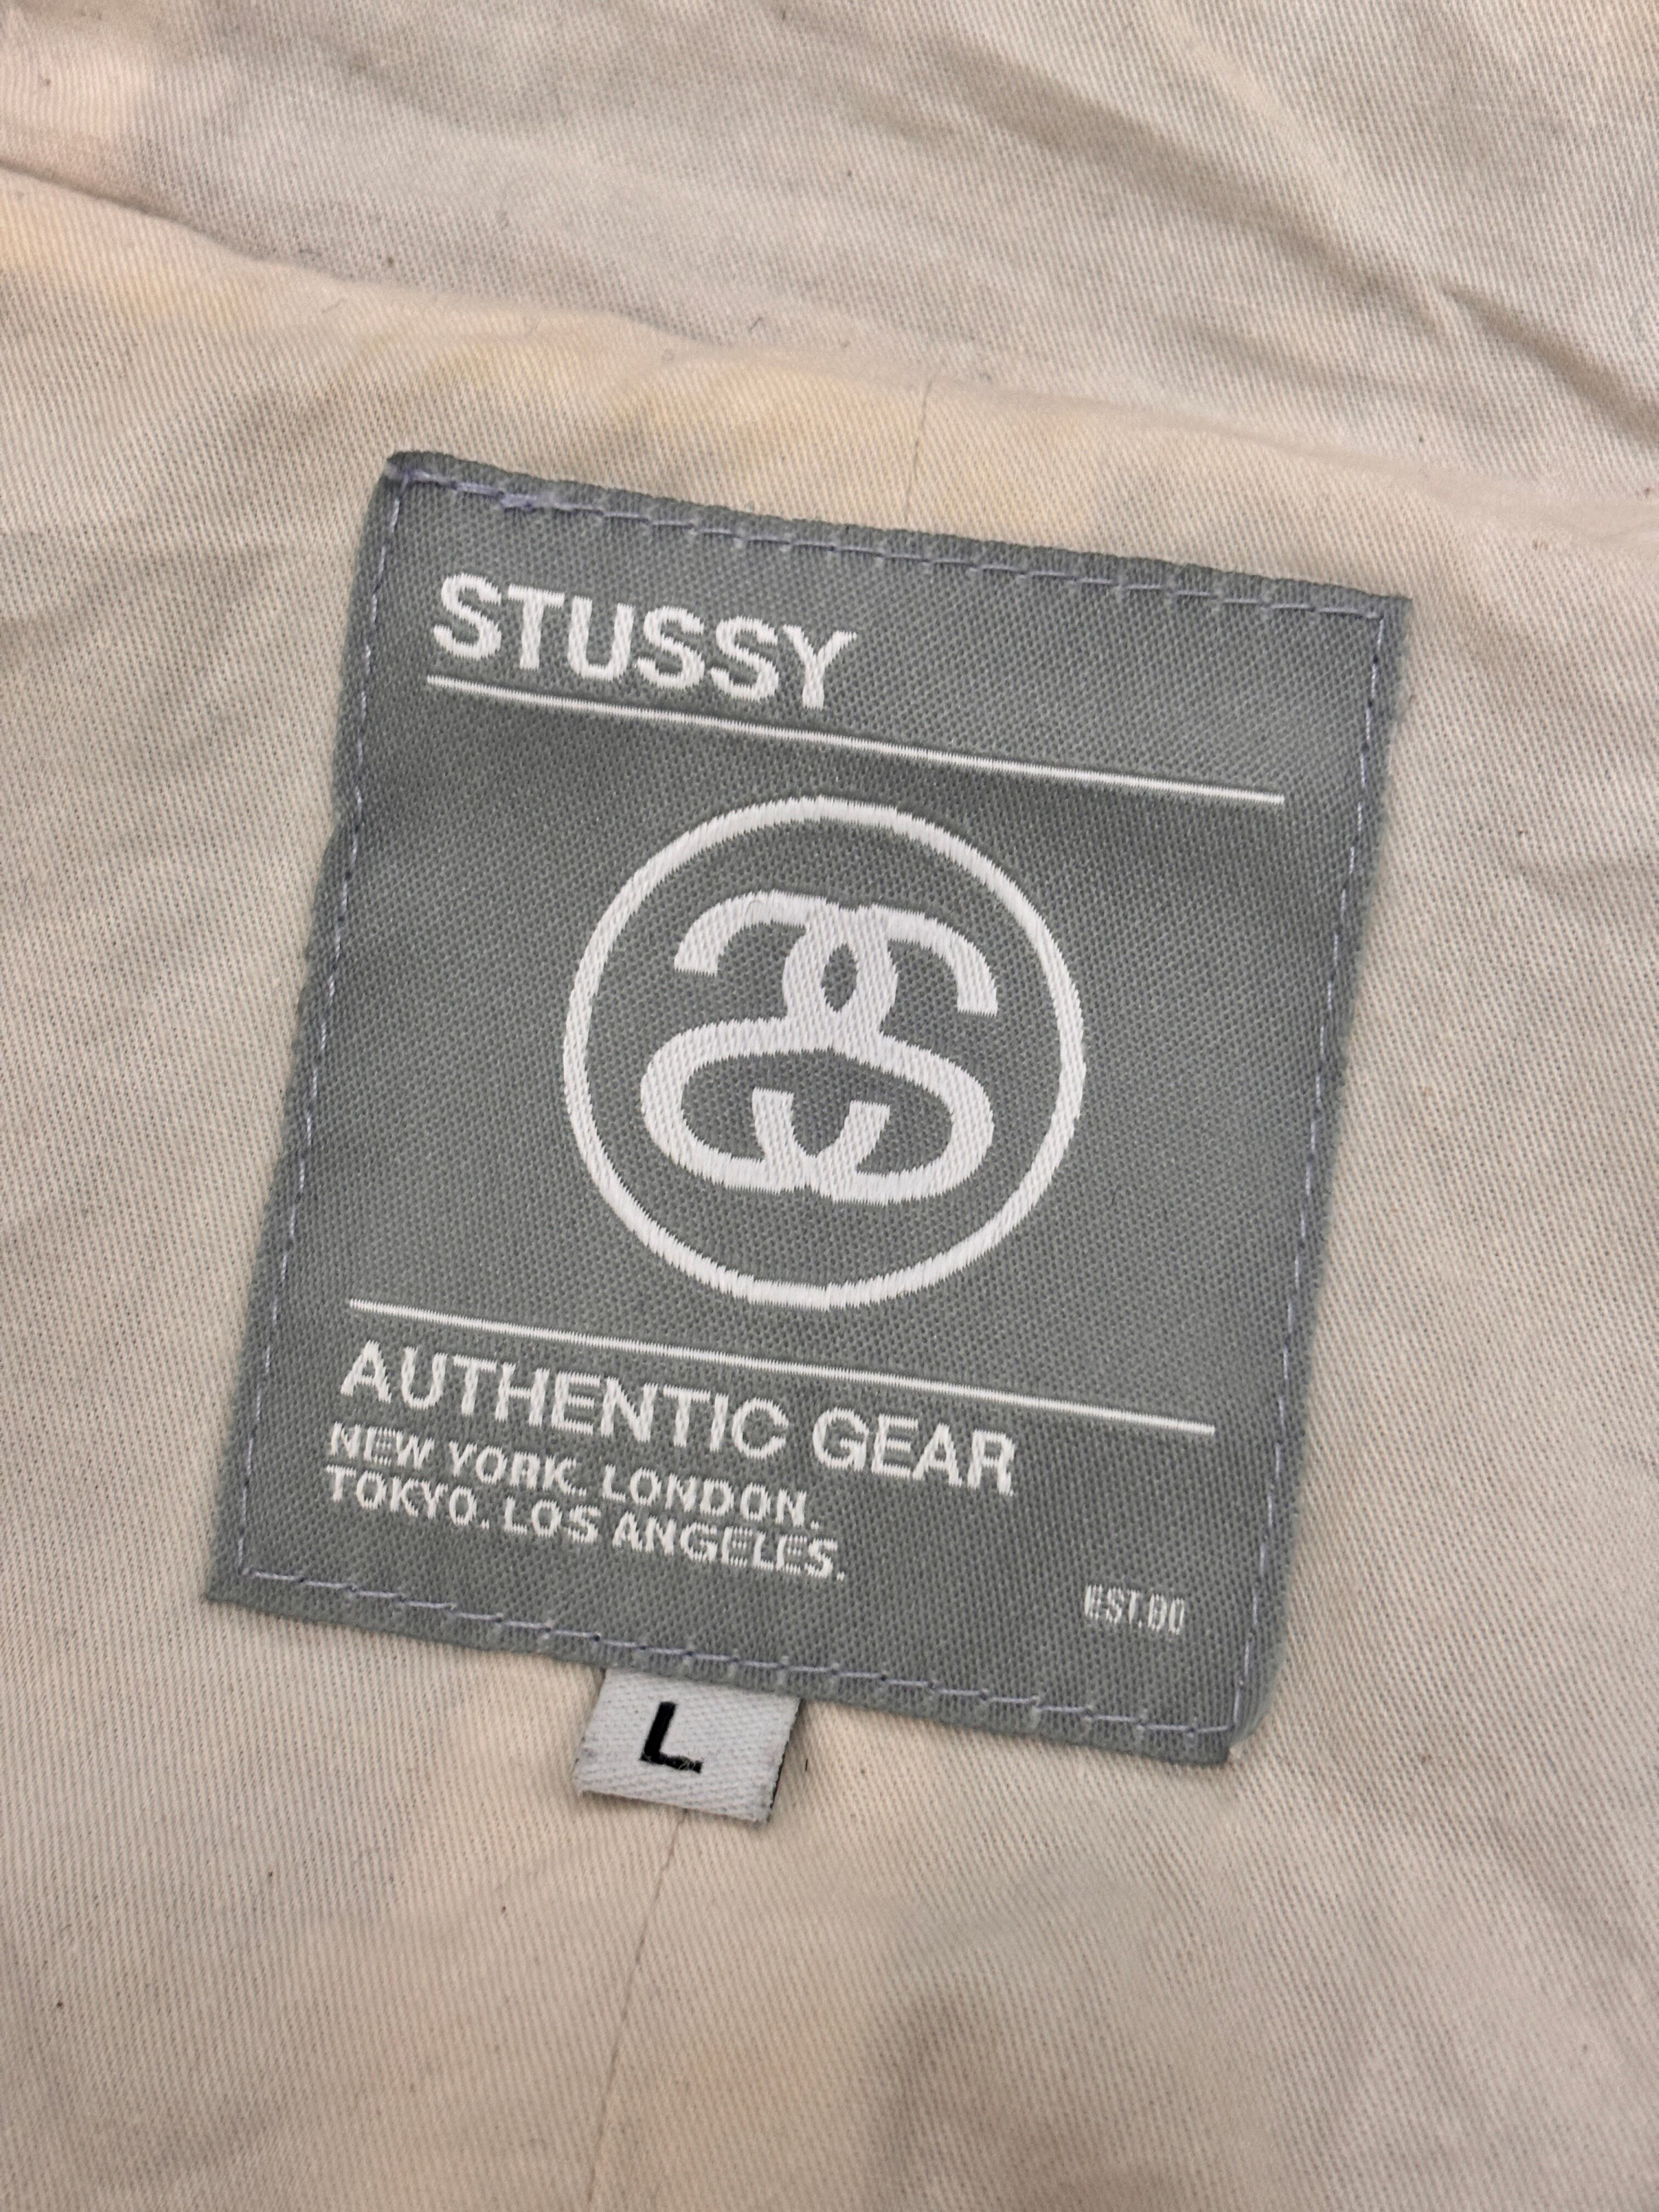 STUSSY
AUTHENTIC GEAR
NEW YORK. LONDON.
TOKYO. LOS ANGELES.
EST.80
L